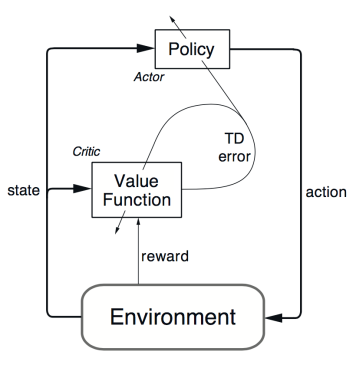 Policy
Actor
TD
error
Critic
Value
Function
state
action
reward
Environment